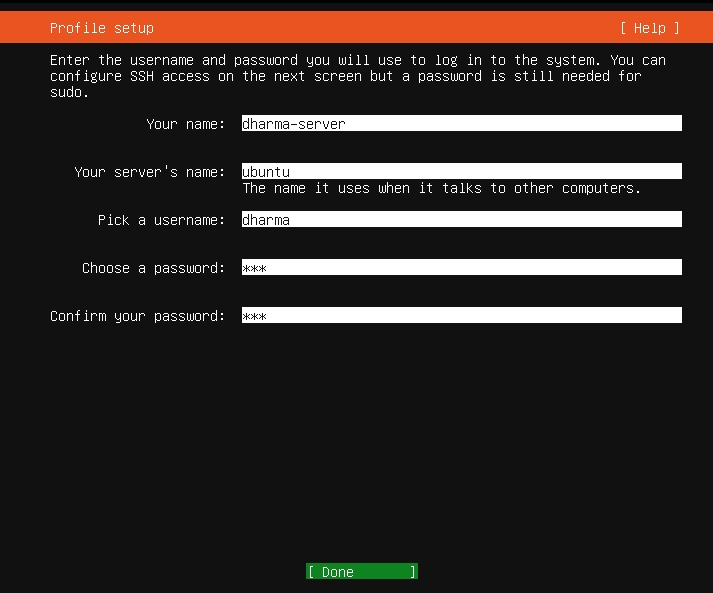 Profile setup [ Help ]
Enter the username and password you will use to log in to the system. You can
configure SSH access on the next screen but a password is still needed for
sudo.
Your name: dharma-server
Your server's name: ubuntu
The name it uses when it talks to other computers.
Pick a username: dharma
Choose a password: ***
Confirm your password: ***
[ Done ]